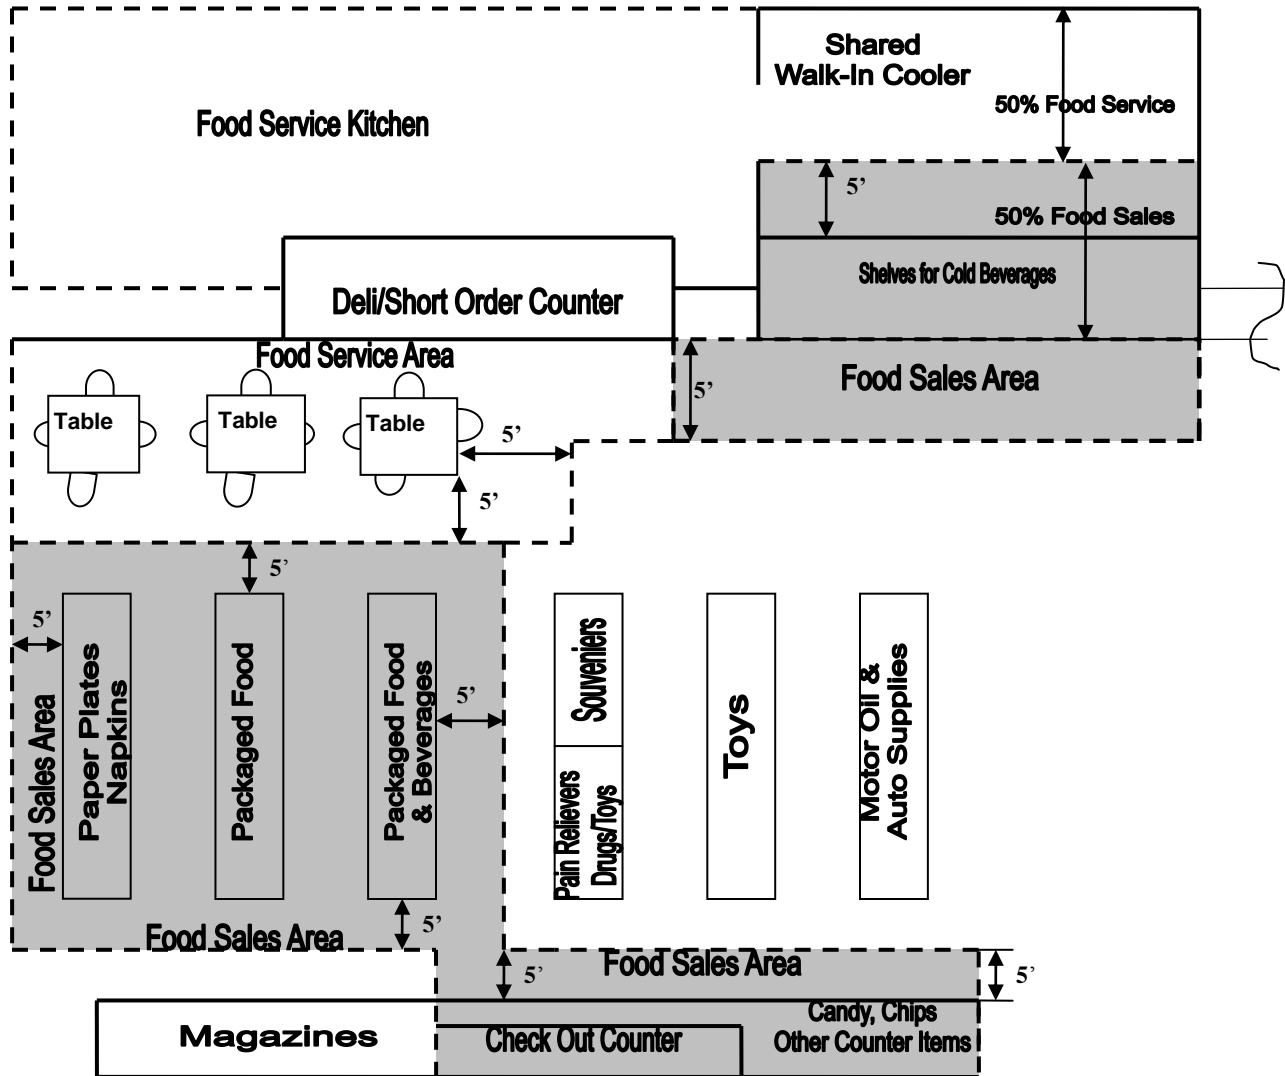 Shared
Walk-In Cooler
50% Food Service
Food Service Kitchen
5’
50% Food Sales
Shelves for Cold Beverages
Deli/Short Order Counter
Food Service Area
Food Sales Area
5’
Table
Table
Table
5’
5’
5’
5’
Food Sales Area
Paper Plates
Napkins
Packaged Food
Packaged Food
& Beverages
5’
Souveniers
Pain Relievers
Drugs/Toys
Toys
Motor Oil &
Auto Supplies
5’
Food Sales Area
5’
Food Sales Area
5’
Magazines
Check Out Counter
Candy, Chips
Other Counter Items